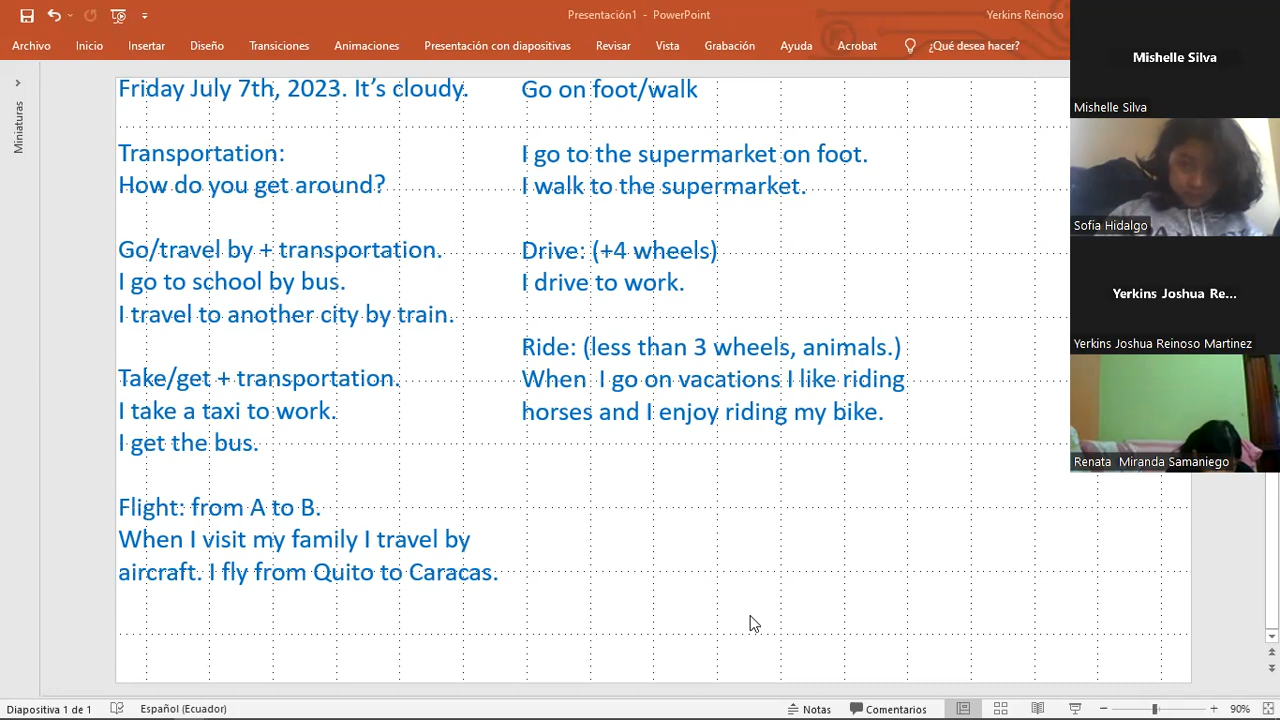 Presentación1 - PowerPoint
Yerkins Reinoso
Archivo Inicio Insertar Diseño Transiciones Animaciones Presentación con diapositivas Revisar Vista Grabación Ayuda Acrobat ¿Qué desea hacer?
Miniaturas
Friday July 7th, 2023. It’s cloudy.
Transportation:
How do you get around?
Go/travel by + transportation.
I go to school by bus.
I travel to another city by train.
Take/get + transportation.
I take a taxi to work.
I get the bus.
Flight: from A to B.
When I visit my family I travel by
aircraft. I fly from Quito to Caracas.
Go on foot/walk
I go to the supermarket on foot.
I walk to the supermarket.
Drive: (+4 wheels)
I drive to work.
Ride: (less than 3 wheels, animals.)
When  I go on vacations I like riding
horses and I enjoy riding my bike.
Mishelle Silva
Mishelle Silva
Sofía Hidalgo
Yerkins Joshua Re...
Yerkins Joshua Reinoso Martinez
Renata Miranda Samaniego
Diapositiva 1 de 1 Español (Ecuador) Notas Comentarios 90%